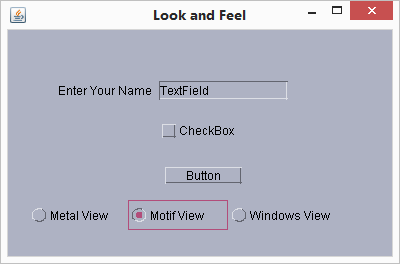 Look and Feel
Enter Your Name TextField
CheckBox
Button
Metal View Motif View Windows View